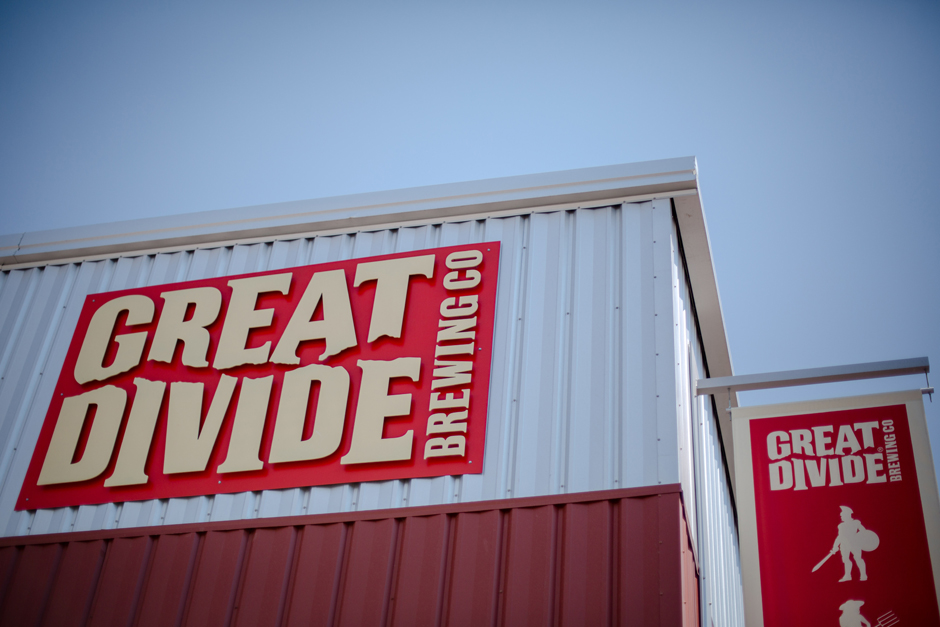 GREAT
DIVIDE
BREWING CO
GREAT
DIVIDE
BREWING CO